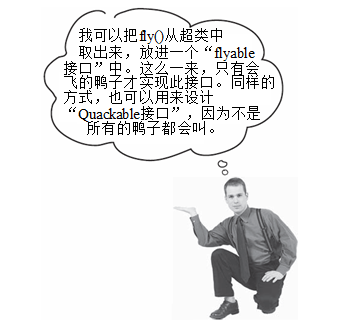 我可以把fly()从超类中
取出来，放进一个“flyable
接口”中。这么一来，只有会
飞的鸭子才实现此接口。同样的
方式，也可以用来设计
“Quackable接口”，因为不是
所有的鸭子都会叫。